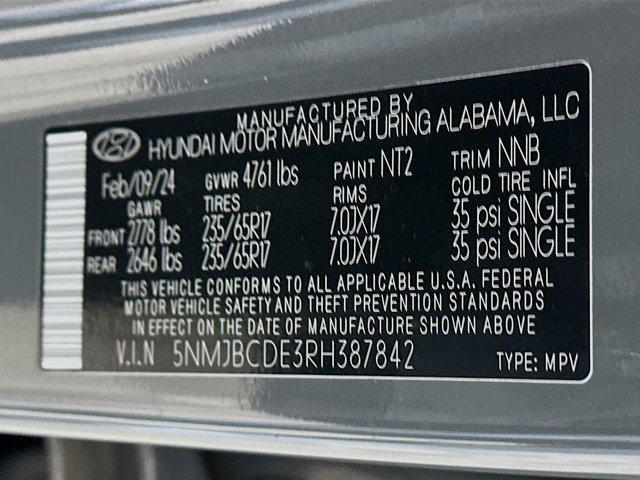 MANUFACTURED BY
HYUNDAI MOTOR MANUFACTURING ALABAMA, LLC
Feb/09/24 GVWR 4761 lbs PAINT NT2 TRIM NNB
GAWR TIRES RIMS COLD TIRE INFL
FRONT 2778 lbs 235/65R17 7.0JX17 35 psi SINGLE
REAR 2646 lbs 235/65R17 7.0JX17 35 psi SINGLE
THIS VEHICLE CONFORMS TO ALL APPLICABLE U.S.A. FEDERAL
MOTOR VEHICLE SAFETY AND THEFT PREVENTION STANDARDS
IN EFFECT ON THE DATE OF MANUFACTURE SHOWN ABOVE
V.I.N 5NMJBCDE3RH387842 TYPE: MPV